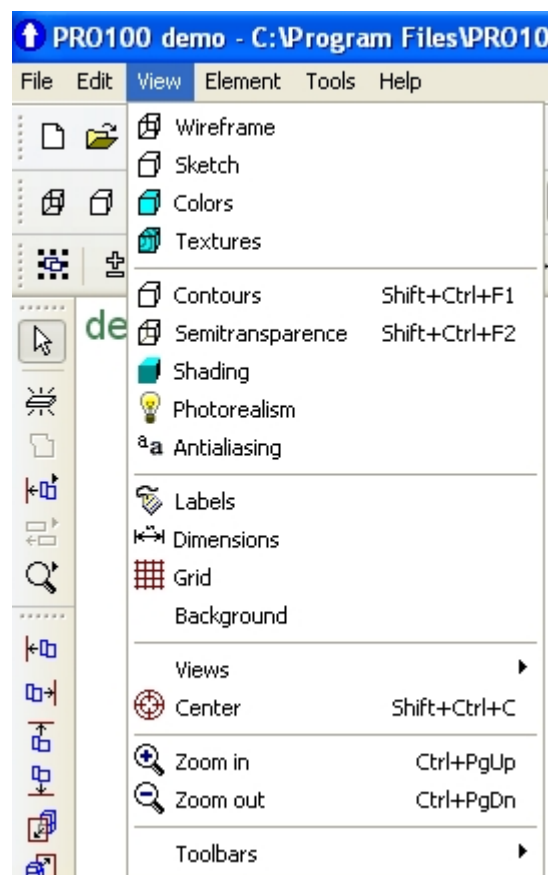 PRO100 demo - C:\Program Files\PRO10
File Edit View Element Tools Help
Wireframe
Sketch
Colors
Textures
Contours Shift+Ctrl+F1
de
Semitransparence Shift+Ctrl+F2
Shading
Photorealism
aa Antialiasing
Labels
Dimensions
Grid
Background
Views
Center Shift+Ctrl+C
Zoom in Ctrl+PgUp
Zoom out Ctrl+PgDn
Toolbars